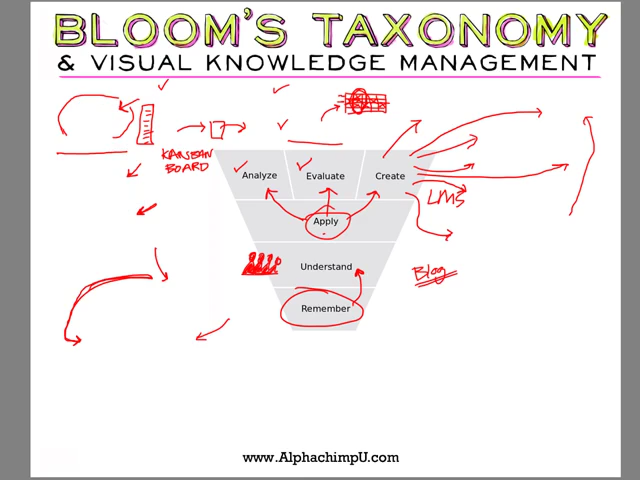 BLOOM'S TAXONOMY
& VISUAL KNOWLEDGE MANAGEMENT
KANBAN
BOARD
Analyze Evaluate Create
LMS
Apply
Understand
Blog
Remember
www.AlphachimpU.com